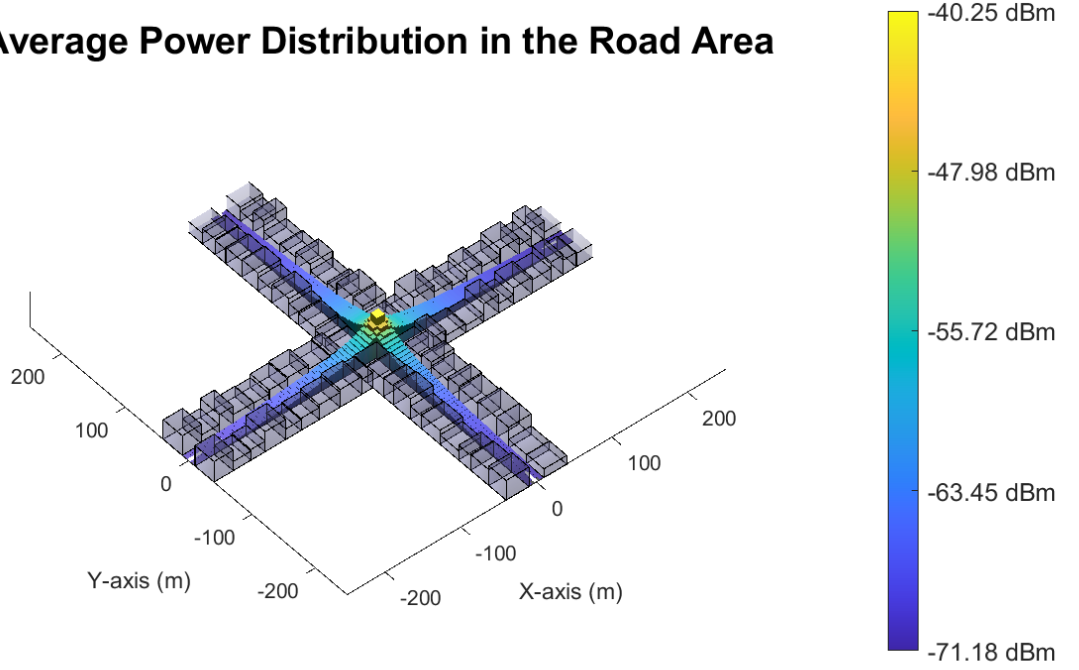 Average Power Distribution in the Road Area
-40.25 dBm
-47.98 dBm
-55.72 dBm
-63.45 dBm
-71.18 dBm
200
100
0
-100
-200
Y-axis (m)
200
100
0
-100
-200
X-axis (m)